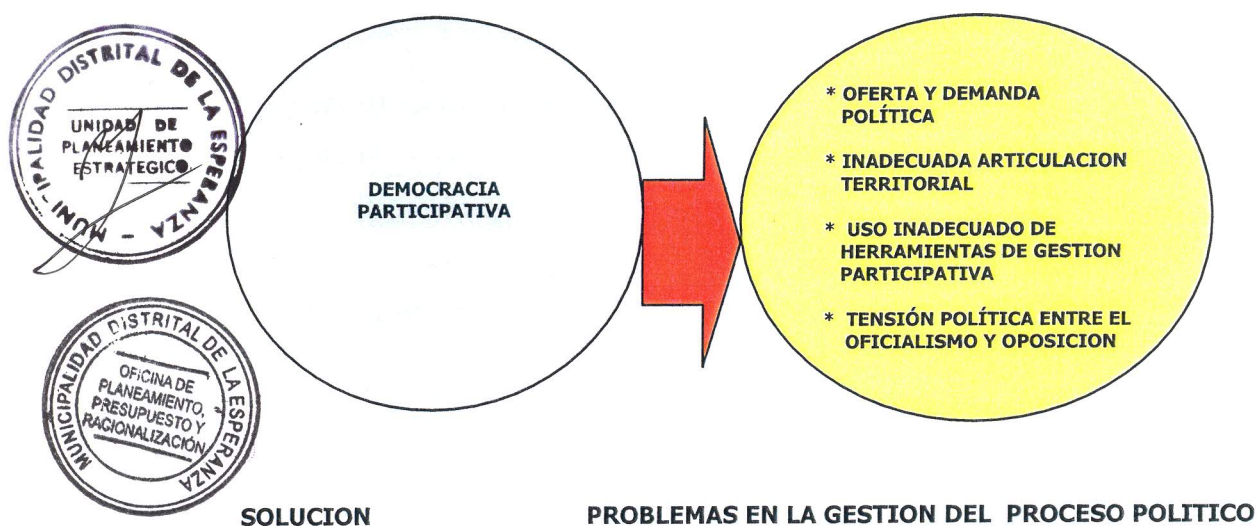 MUNICIPALIDAD DISTRITAL DE LA ESPERANZA
UNIDAD DE
PLANEAMIENTO
ESTRATEGICO
MUNICIPALIDAD DISTRITAL DE LA ESPERANZA
OFICINA DE
PLANEAMIENTO,
PRESUPUESTO Y
RACIONALIZACIÓN
DEMOCRACIA
PARTICIPATIVA
* OFERTA Y DEMANDA
POLÍTICA
* INADECUADA ARTICULACION
TERRITORIAL
* USO INADECUADO DE
HERRAMIENTAS DE GESTION
PARTICIPATIVA
* TENSIÓN POLÍTICA ENTRE EL
OFICIALISMO Y OPOSICION
SOLUCION
PROBLEMAS EN LA GESTION DEL PROCESO POLITICO